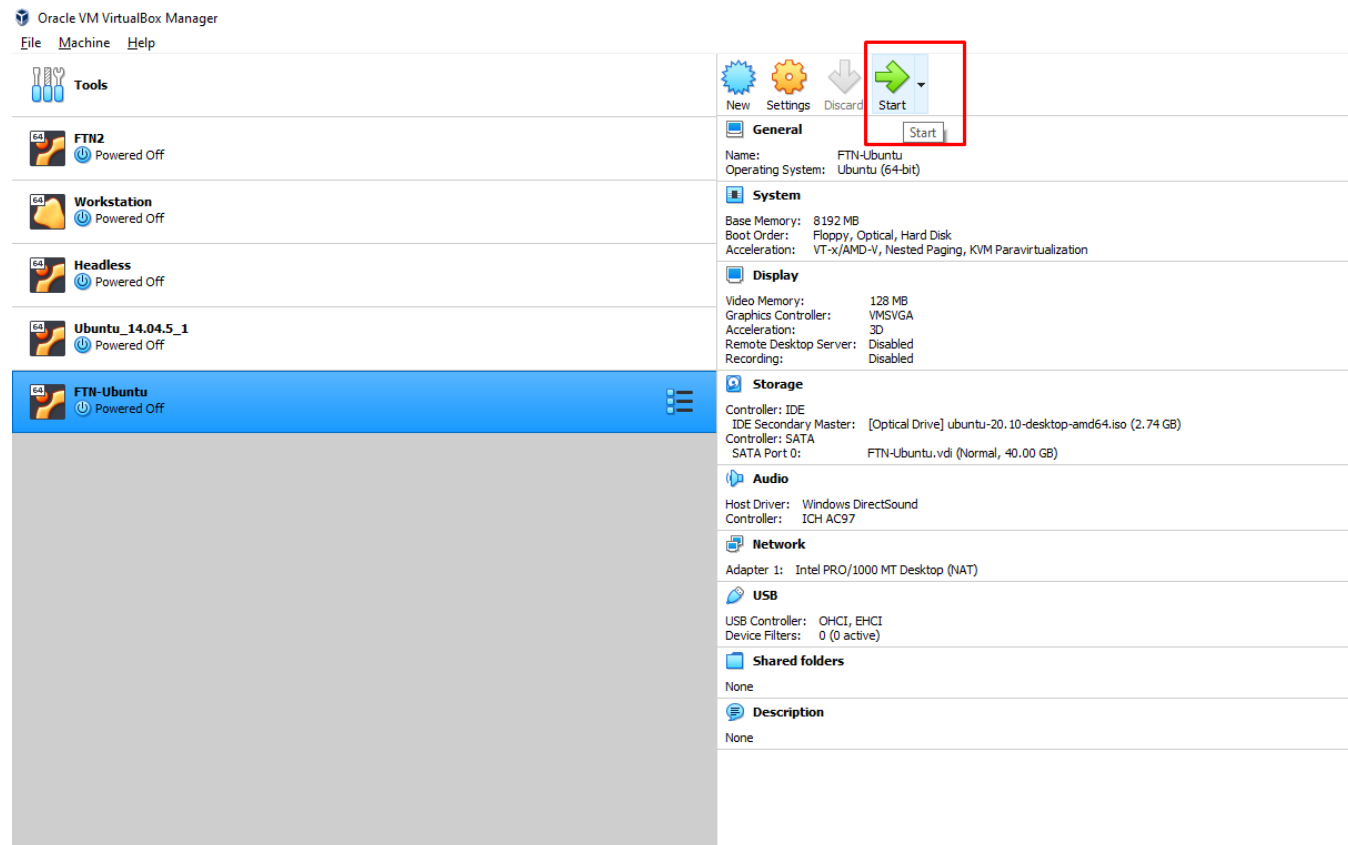 Oracle VM VirtualBox Manager
File Machine Help
Tools
64
FTN2
Powered Off
64
Workstation
Powered Off
64
Headless
Powered Off
64
Ubuntu_14.04.5_1
Powered Off
64
FTN-Ubuntu
Powered Off
New Settings Discard Start
Start
General
Name: FTN-Ubuntu
Operating System: Ubuntu (64-bit)
System
Base Memory: 8192 MB
Boot Order: Floppy, Optical, Hard Disk
Acceleration: VT-x/AMD-V, Nested Paging, KVM Paravirtualization
Display
Video Memory: 128 MB
Graphics Controller: VMSVGA
Acceleration: 3D
Remote Desktop Server: Disabled
Recording: Disabled
Storage
Controller: IDE
IDE Secondary Master: [Optical Drive] ubuntu-20.10-desktop-amd64.iso (2.74 GB)
Controller: SATA
SATA Port 0: FTN-Ubuntu.vdi (Normal, 40.00 GB)
Audio
Host Driver: Windows DirectSound
Controller: ICH AC97
Network
Adapter 1: Intel PRO/1000 MT Desktop (NAT)
USB
USB Controller: OHCI, EHCI
Device Filters: 0 (0 active)
Shared folders
None
Description
None